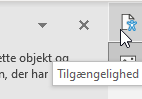 ette objekt og
n, der har
Tilgængelighed